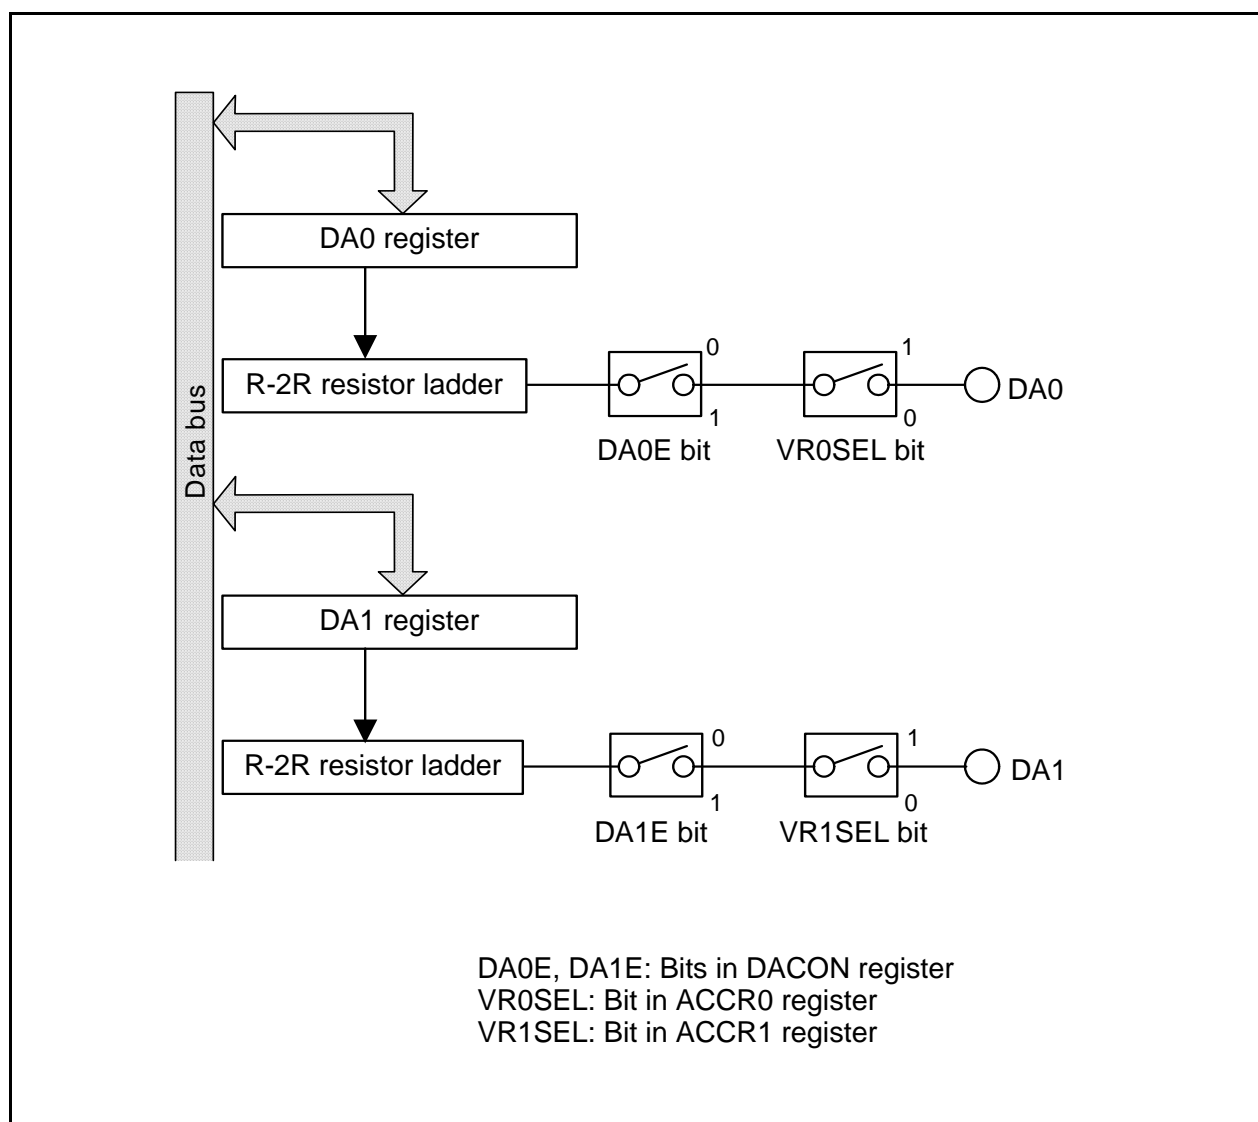 DA0 register
R-2R resistor ladder
0
1
DA0E bit
1
0
VR0SEL bit
DA0
Data bus
DA1 register
R-2R resistor ladder
0
1
DA1E bit
1
0
VR1SEL bit
DA1
DA0E, DA1E: Bits in DACON register
VR0SEL: Bit in ACCR0 register
VR1SEL: Bit in ACCR1 register